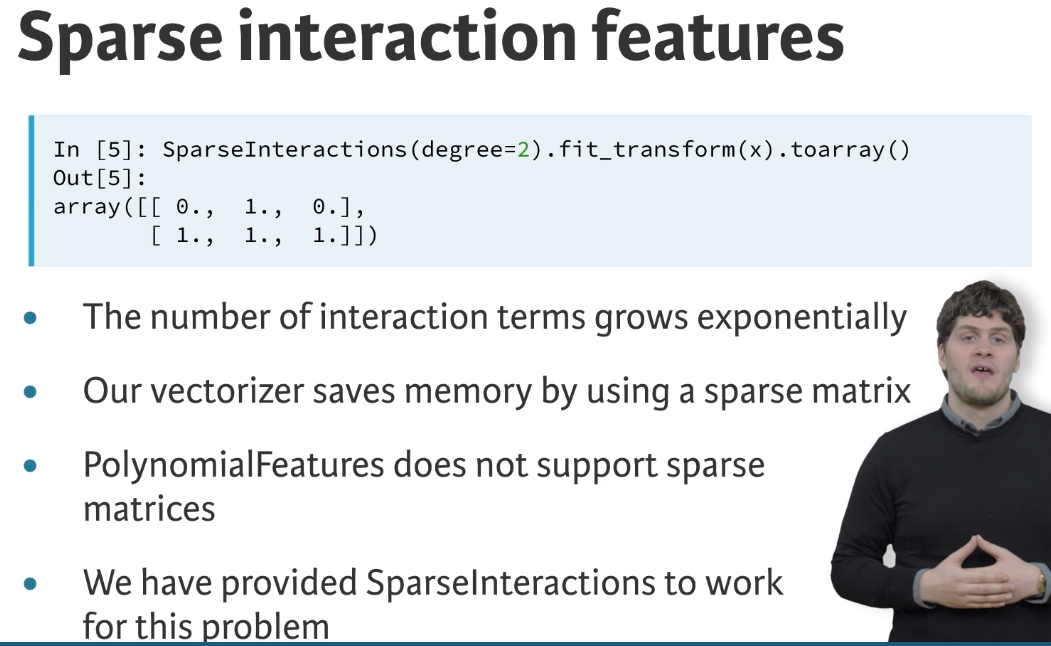 Sparse interaction features
In [5]: SparseInteractions(degree=2).fit_transform(x).toarray()
Out[5]:
array([[ 0.,  1.,  0.],
       [ 1.,  1.,  1.]])
• The number of interaction terms grows exponentially
• Our vectorizer saves memory by using a sparse matrix
• PolynomialFeatures does not support sparse
matrices
• We have provided SparseInteractions to work
for this problem